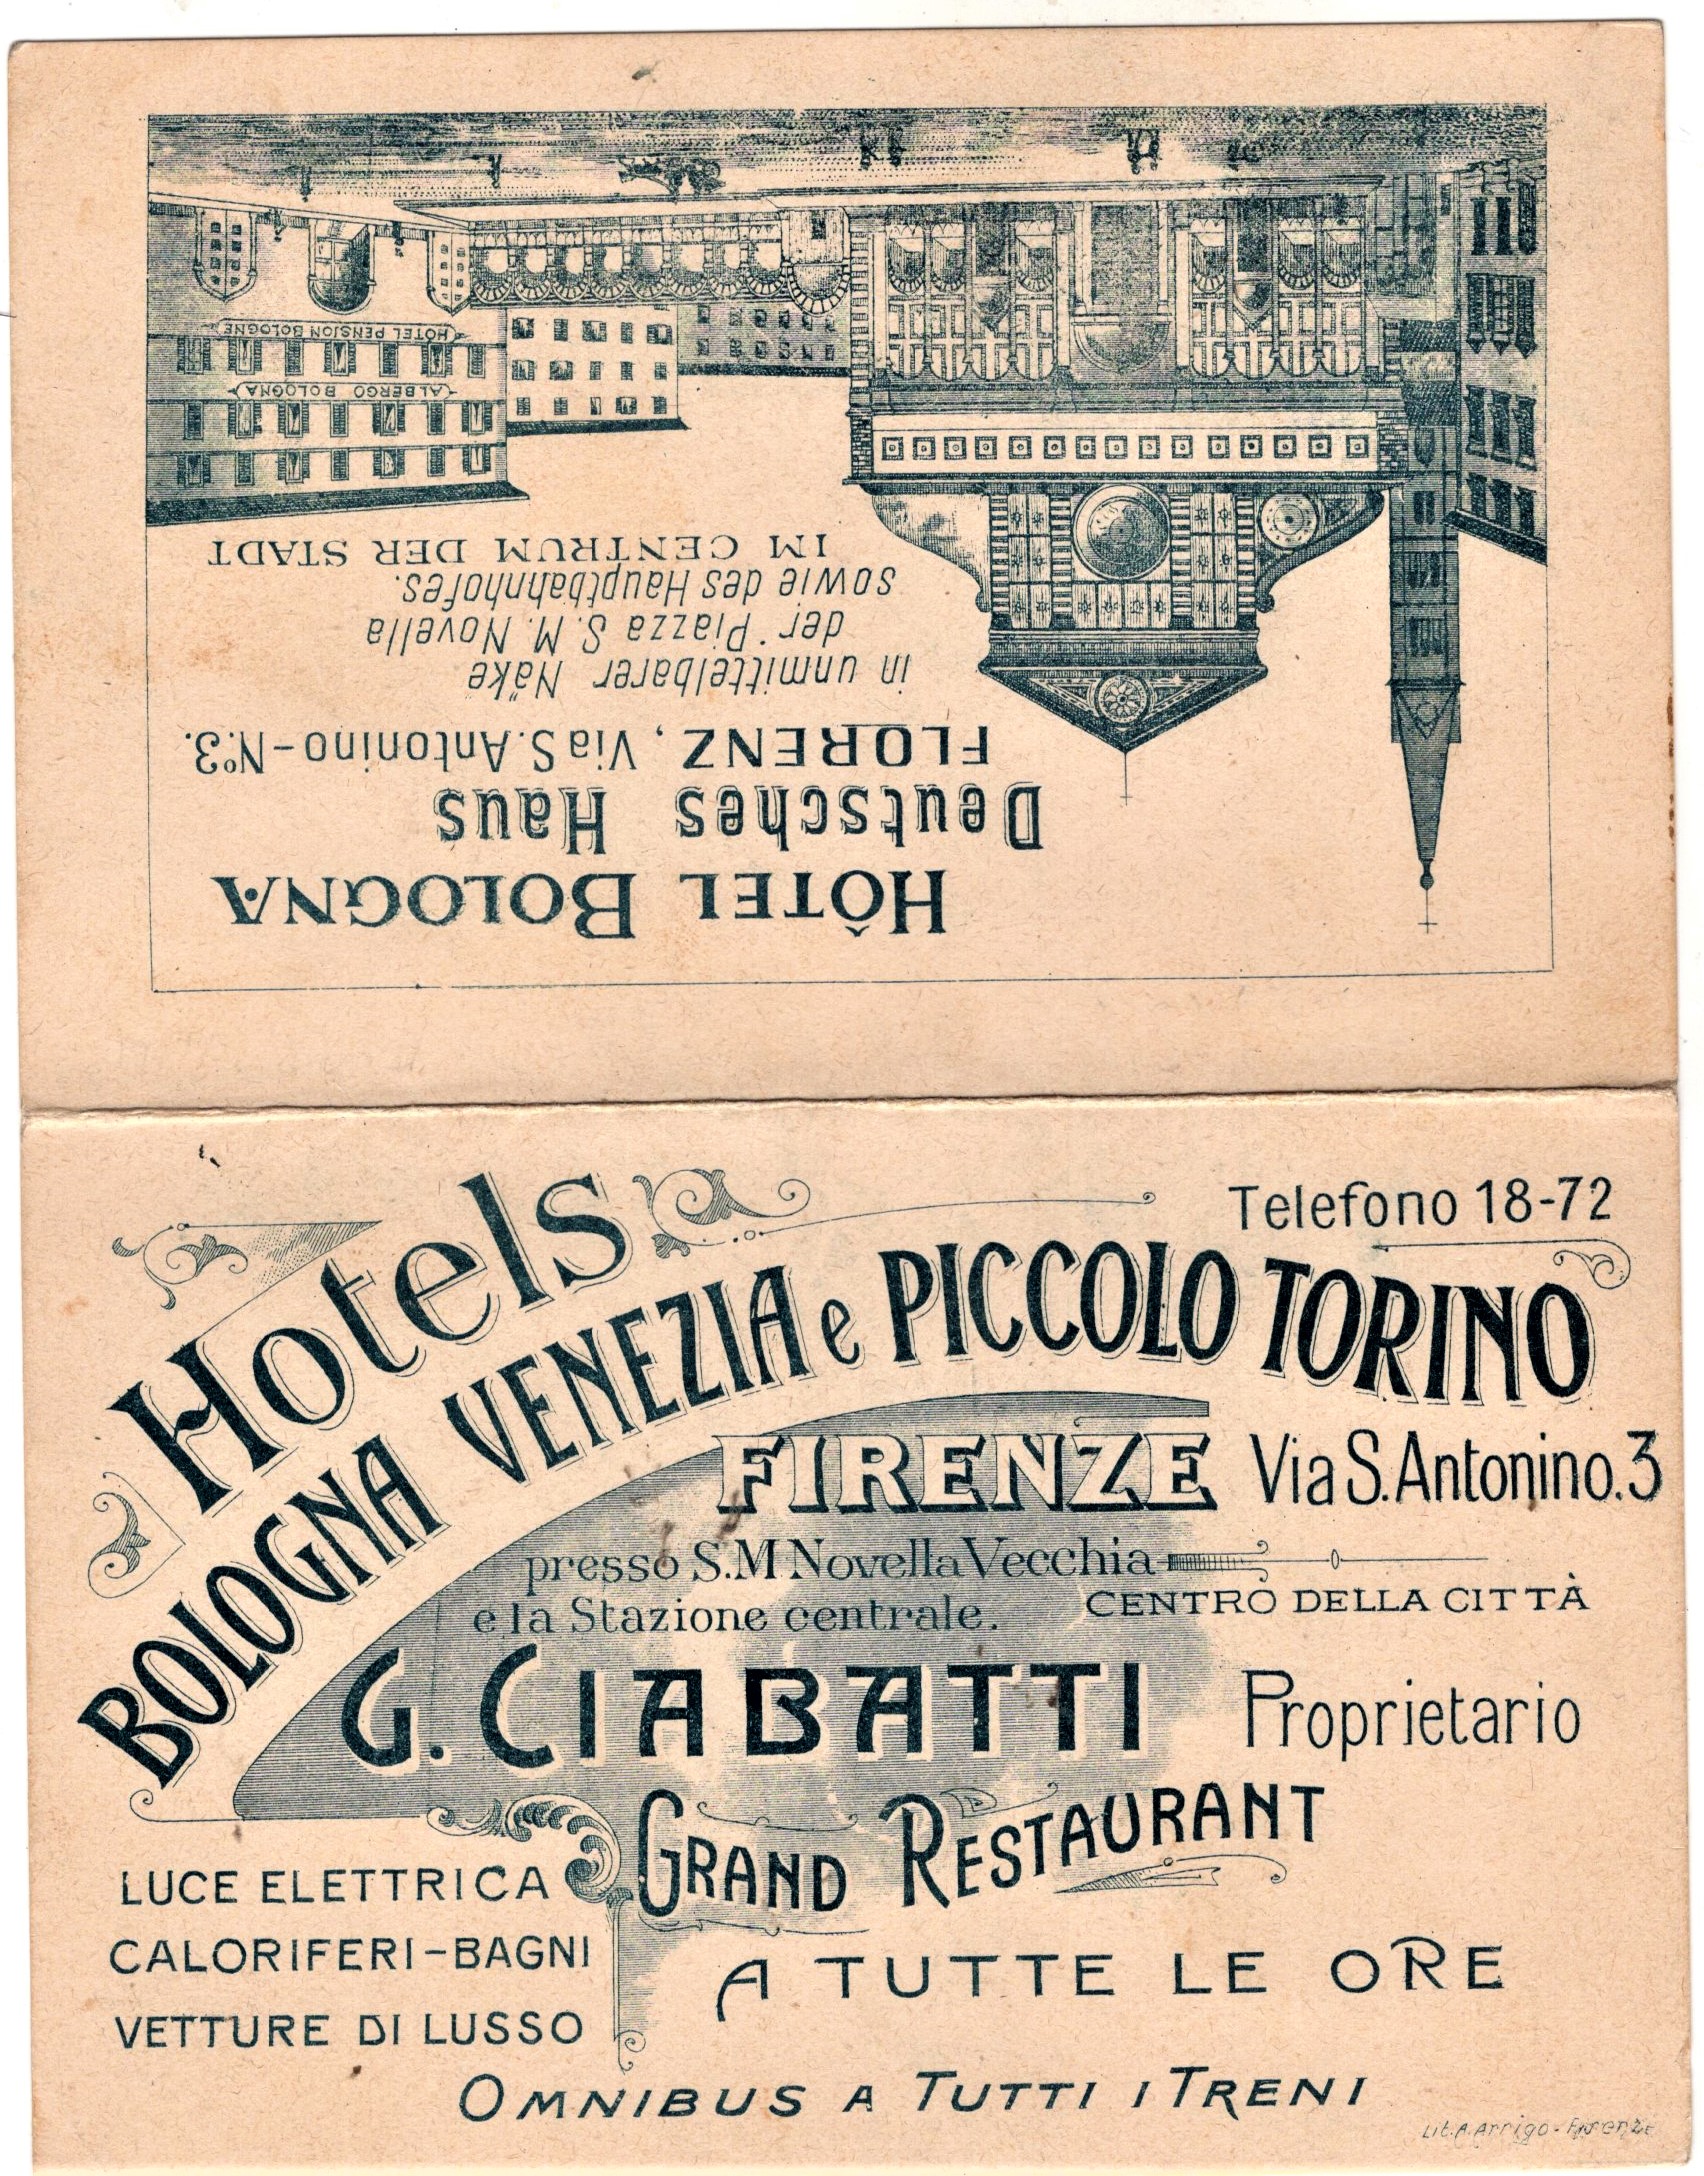 HÔTEL BOLOGNA
Deutsches Haus
FLORENZ, Via S. Antonino-No3.
in unmittelbarer Näke
der Piazza S. M. Novella
sowie des Hauptbahnhofes.
IM CENTRUM DER STADT
ALBERGO BOLOGNA
HÔTEL PENSION BOLOGNE
Telefono 18-72
Hotels
BOLOGNA VENEZIA e PICCOLO TORINO
FIRENZE Via S. Antonino. 3
presso S. M Novella Vecchia
e la Stazione centrale.
CENTRO DELLA CITTÀ
G. CIABATTI Proprietario
GRAND RESTAURANT
LUCE ELETTRICA
CALORIFERI-BAGNI
A TUTTE LE ORE
VETTURE DI LUSSO
OMNIBUS A TUTTI I TRENI
Lit. A. Arrigo - Firenze